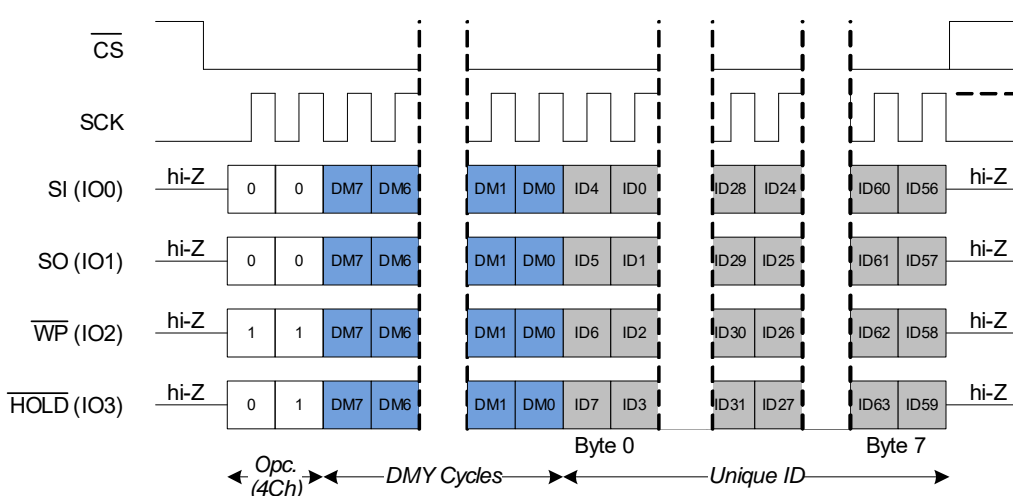 CS
SCK
SI (IO0) hi-Z 0 0 DM7 DM6 DM1 DM0 ID4 ID0 ID28 ID24 ID60 ID56 hi-Z
SO (IO1) hi-Z 0 0 DM7 DM6 DM1 DM0 ID5 ID1 ID29 ID25 ID61 ID57 hi-Z
WP (IO2) hi-Z 1 1 DM7 DM6 DM1 DM0 ID6 ID2 ID30 ID26 ID62 ID58 hi-Z
HOLD (IO3) hi-Z 0 1 DM7 DM6 DM1 DM0 ID7 ID3 ID31 ID27 ID63 ID59 hi-Z
Byte 0 Byte 7
Opc. DMY Cycles Unique ID
(4Ch)